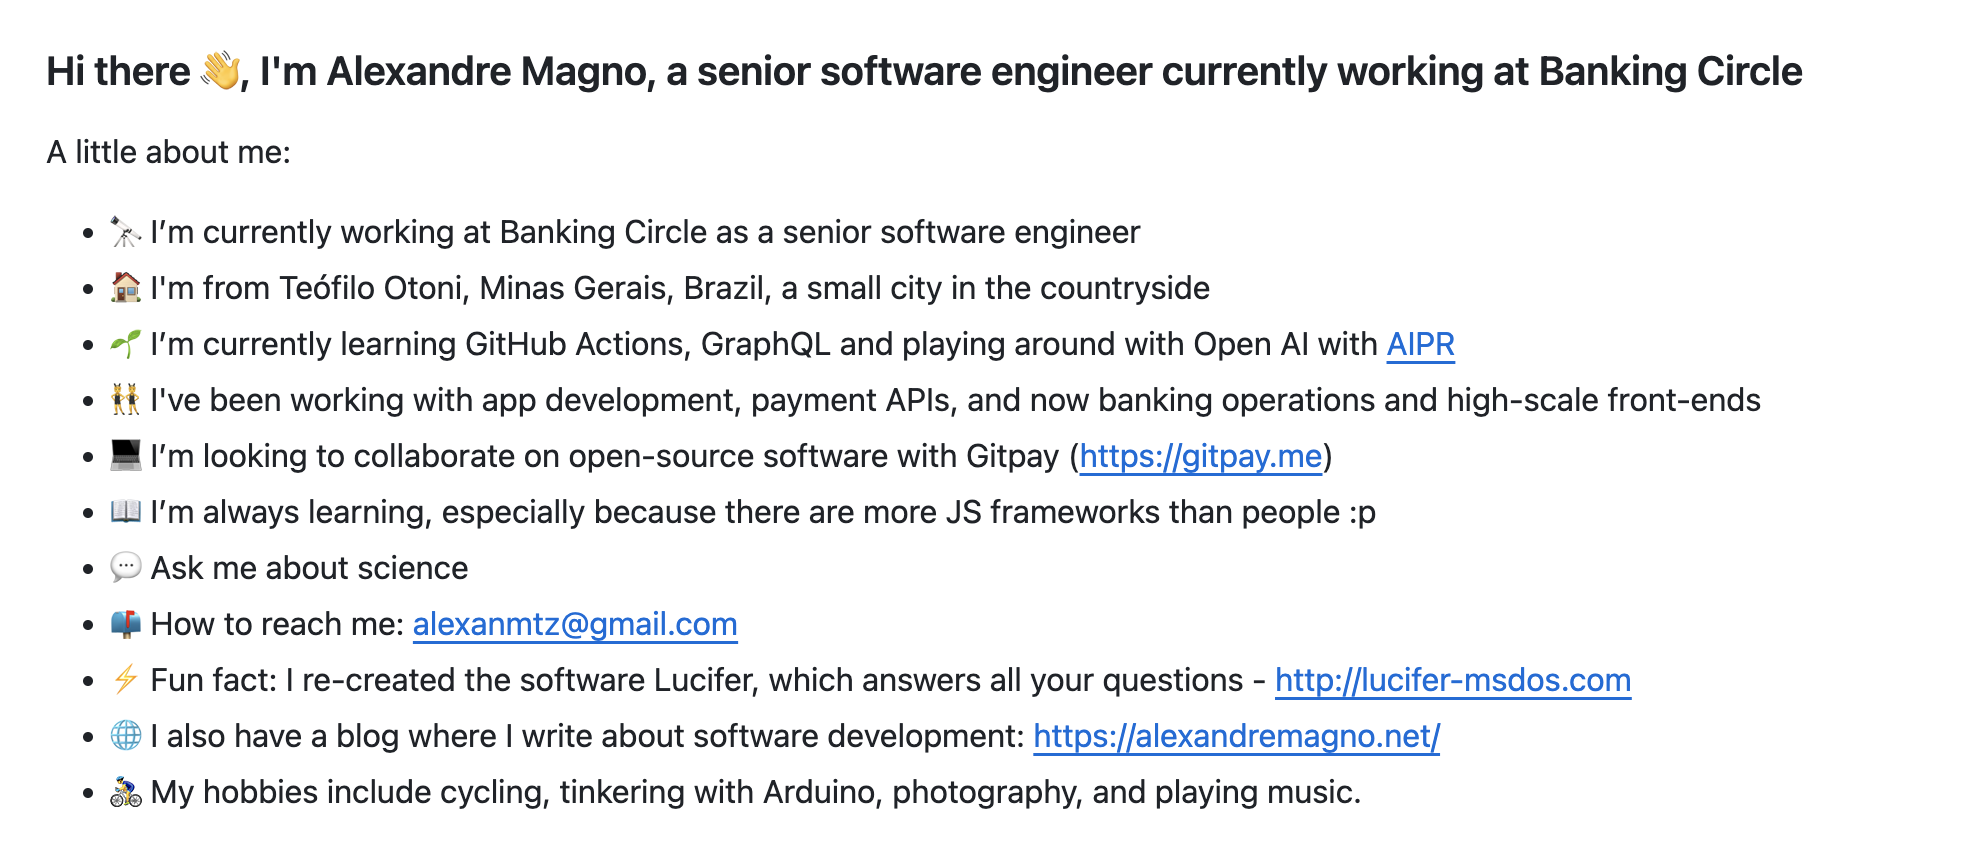 Hi there 👋, I'm Alexandre Magno, a senior software engineer currently working at Banking Circle
A little about me:
• 🔭 I’m currently working at Banking Circle as a senior software engineer
• 🏠 I'm from Teófilo Otoni, Minas Gerais, Brazil, a small city in the countryside
• 🌱 I’m currently learning GitHub Actions, GraphQL and playing around with Open AI with AIPR
• 👯 I've been working with app development, payment APIs, and now banking operations and high-scale front-ends
• 💻 I’m looking to collaborate on open-source software with Gitpay (https://gitpay.me)
• 📖 I’m always learning, especially because there are more JS frameworks than people :p
• 💬 Ask me about science
• 📫 How to reach me: alexanmtz@gmail.com
• ⚡ Fun fact: I re-created the software Lucifer, which answers all your questions - http://lucifer-msdos.com
• 🌐 I also have a blog where I write about software development: https://alexandremagno.net/
• 🚴 My hobbies include cycling, tinkering with Arduino, photography, and playing music.